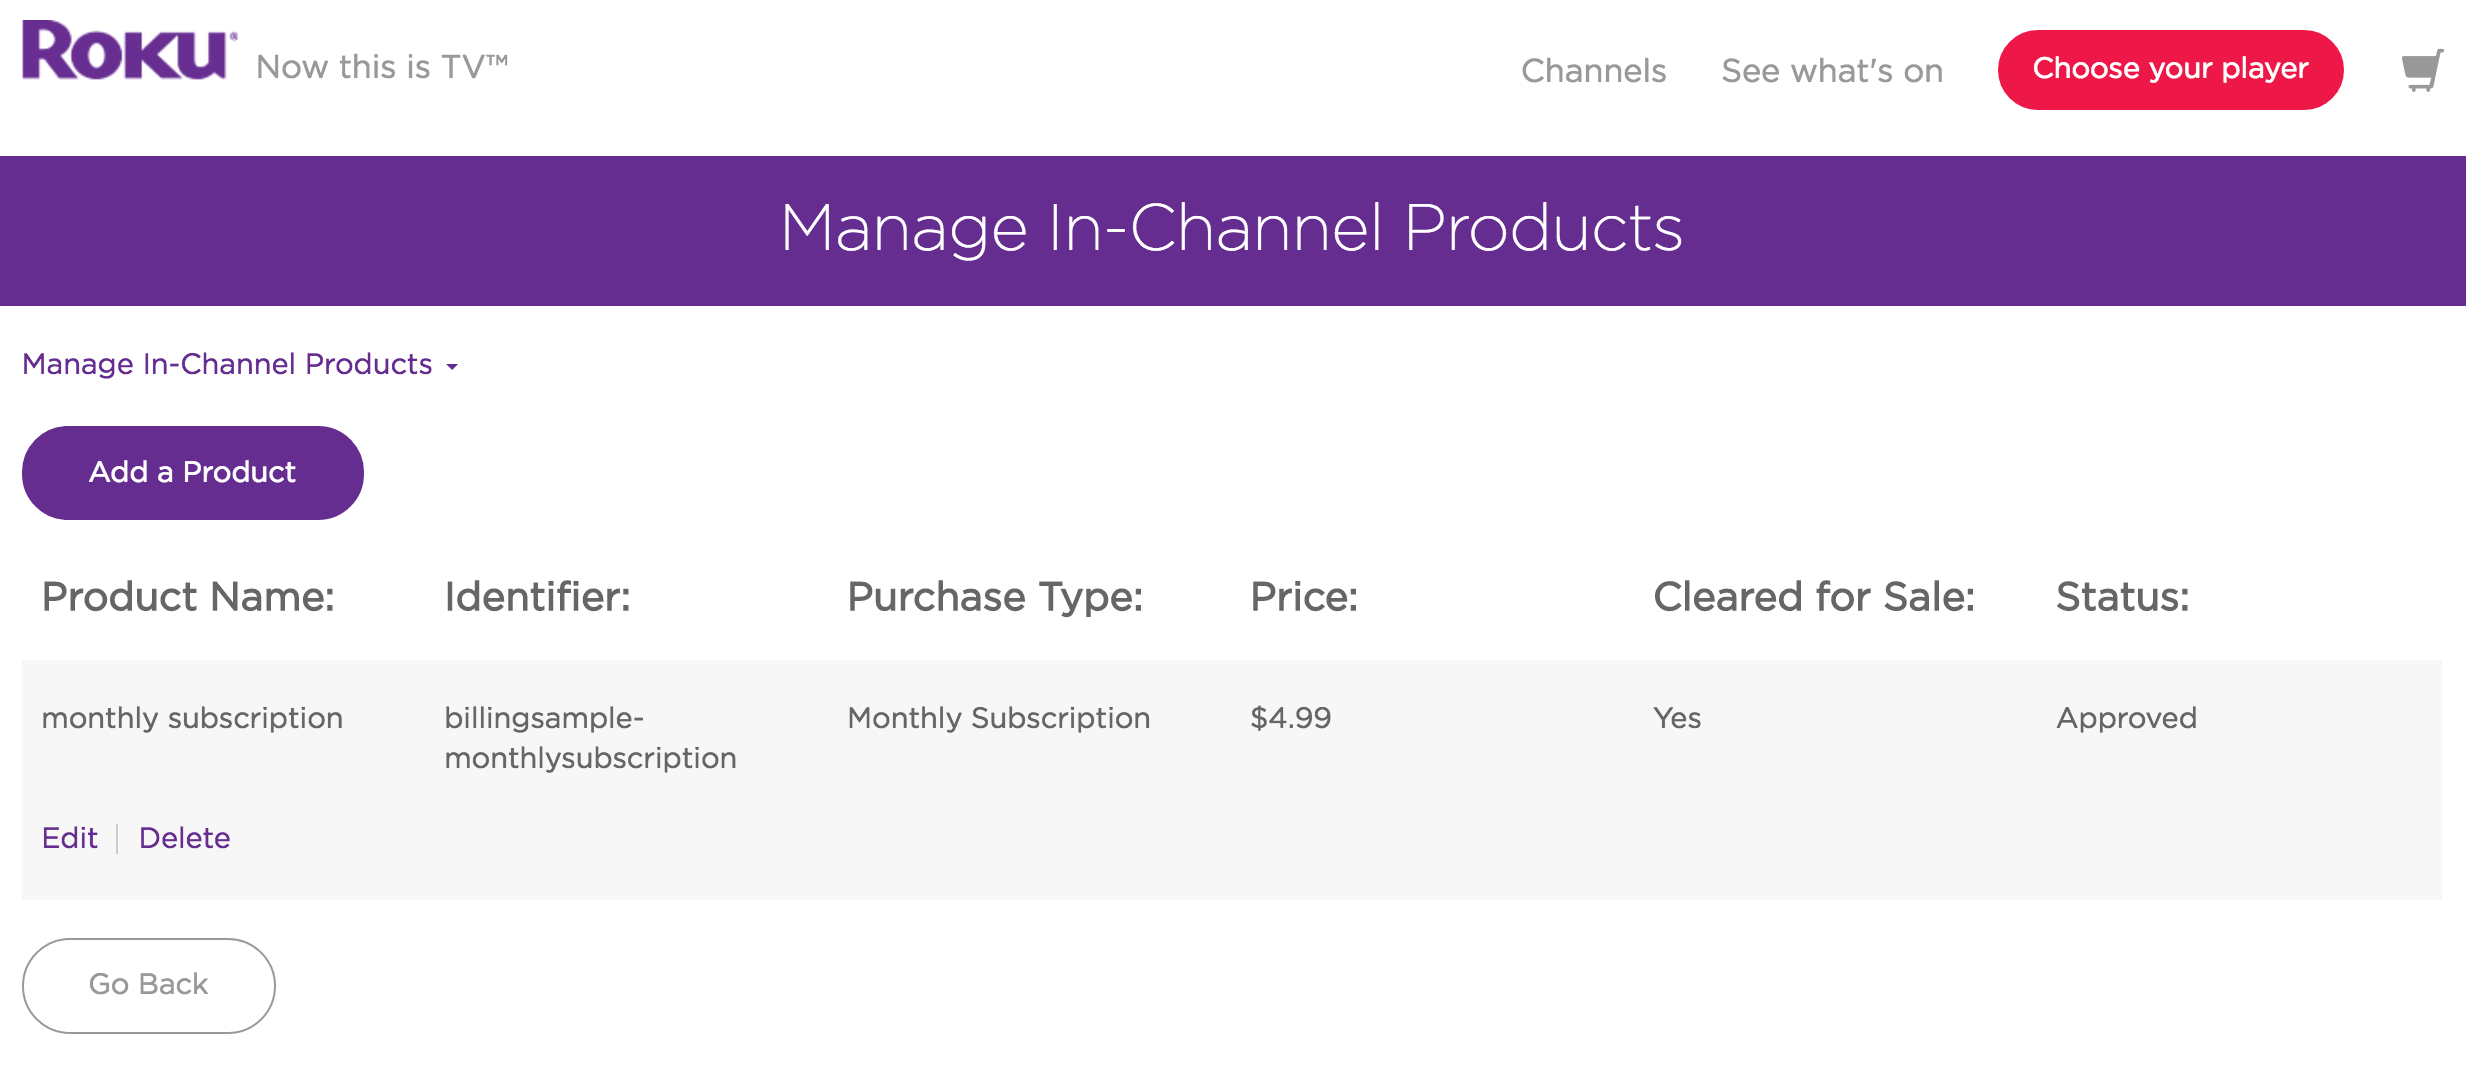 ROKU® Now this is TV™
Channels See what's on Choose your player
Manage In-Channel Products
Manage In-Channel Products
Add a Product
Product Name: Identifier: Purchase Type: Price: Cleared for Sale: Status:
monthly subscription billingsample- Monthly Subscription $4.99 Yes Approved
monthlysubscription
Edit | Delete
Go Back